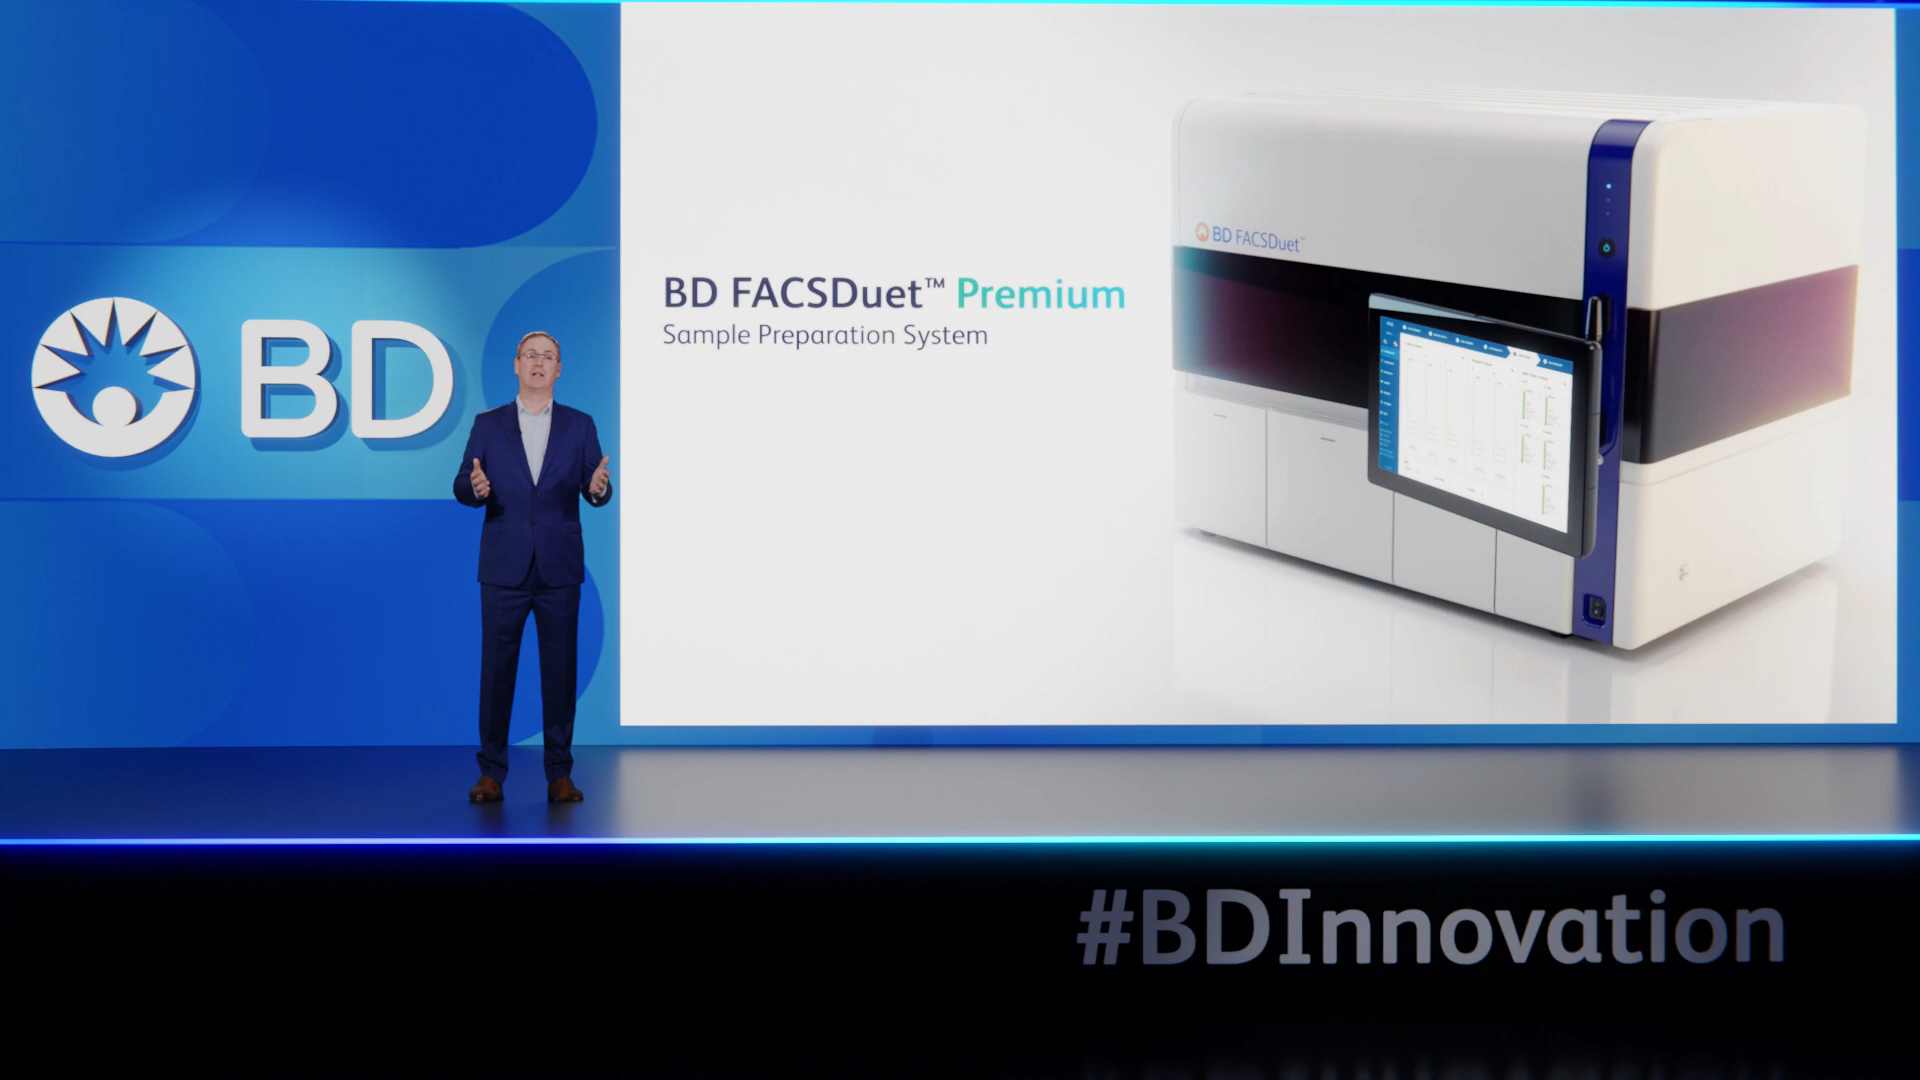 BD
BD FACSDuet™ Premium
Sample Preparation System
BD FACSDuet™
#BDInnovation